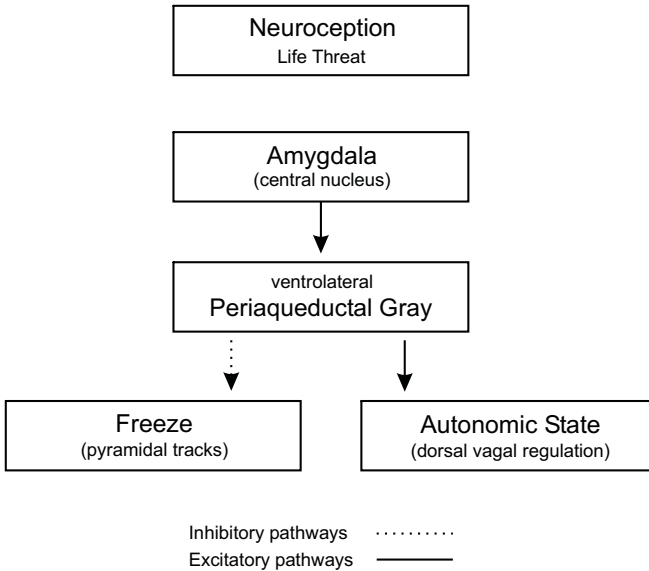 Neuroception
Life Threat
Amygdala
(central nucleus)
ventrolateral
Periaqueductal Gray
Freeze
(pyramidal tracks)
Autonomic State
(dorsal vagal regulation)
Inhibitory pathways
Excitatory pathways